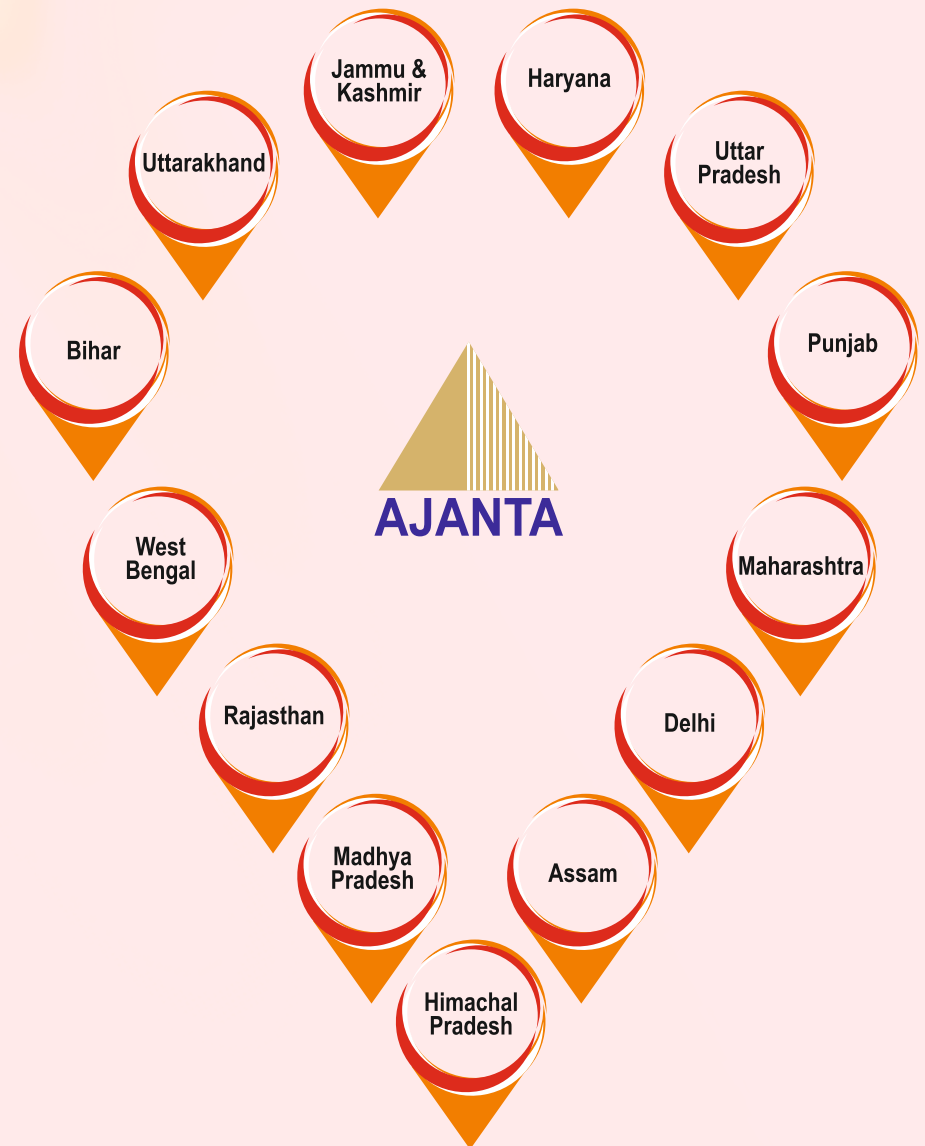 Jammu &
Kashmir
Haryana
Uttarakhand
Uttar
Pradesh
Bihar
Punjab
AJANTA
West
Bengal
Maharashtra
Rajasthan
Delhi
Madhya
Pradesh
Assam
Himachal
Pradesh